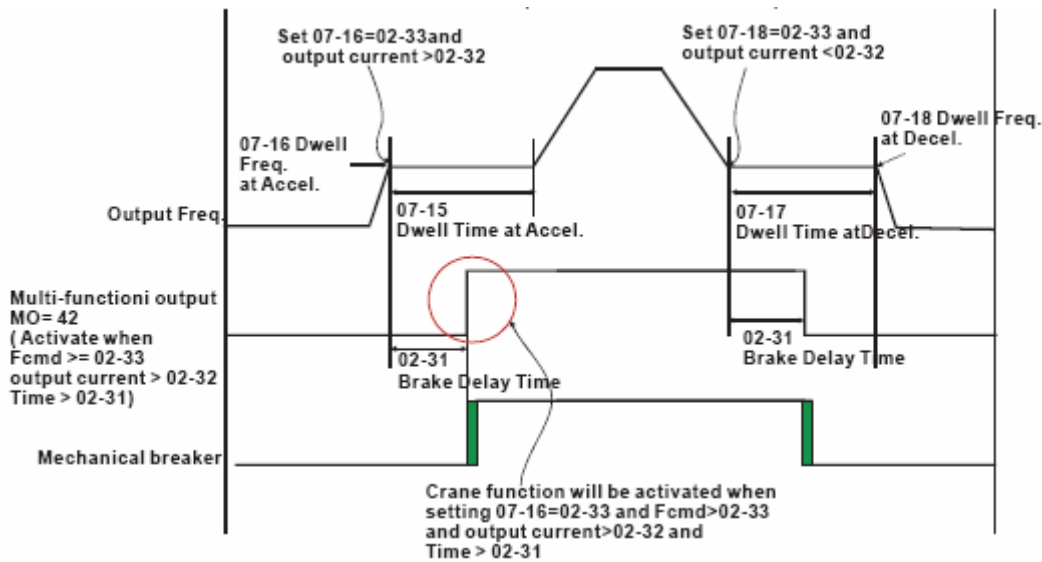 Set 07-16=02-33and
output current >02-32
Set 07-18=02-33 and
output current <02-32
07-16 Dwell
Freq.
at Accel.
07-18 Dwell Freq.
at Decel.
Output Freq.
07-15
Dwell Time at Accel.
07-17
Dwell Time atDecel.
Multi-functioni output
MO= 42
( Activate when
Fcmd >= 02-33
output current > 02-32
Time > 02-31)
02-31
Brake Delay Time
02-31
Brake Delay Time
Mechanical breaker
Crane function will be activated when
setting 07-16=02-33 and Fcmd>02-33
and output current>02-32 and
Time > 02-31